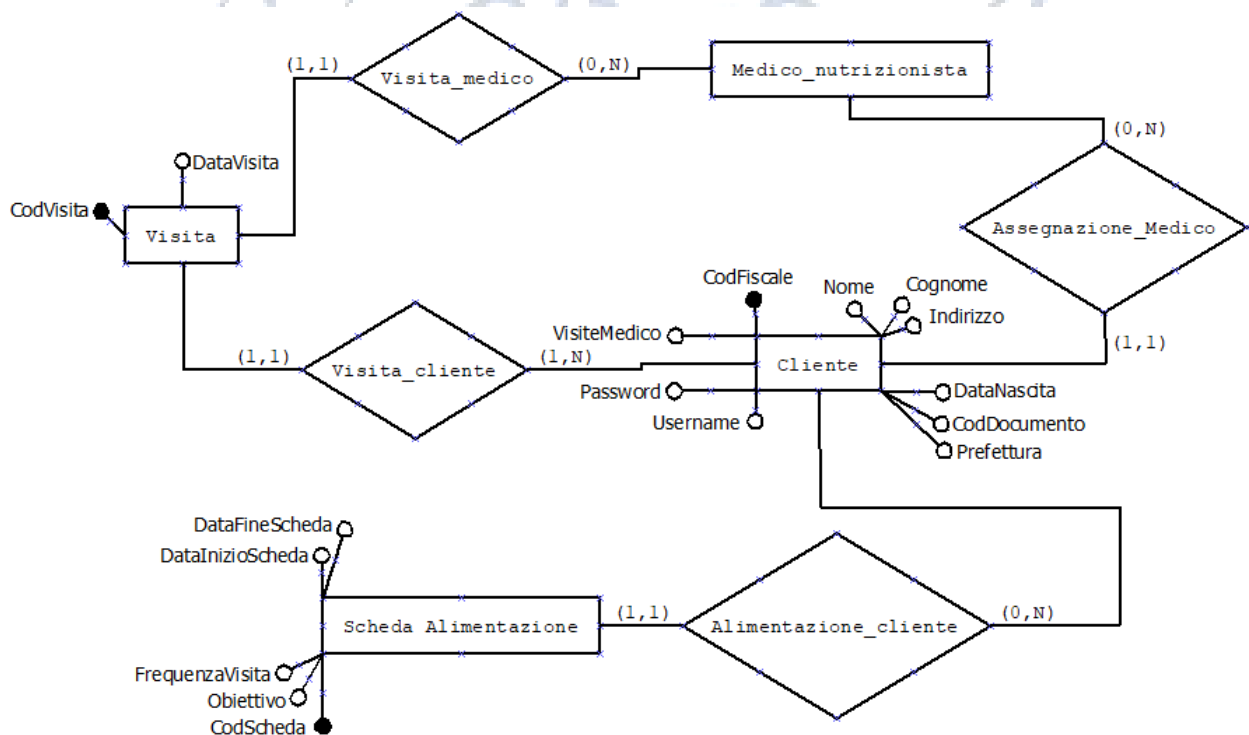 (1,1)
Visita_medico
(0,N)
Medico_nutrizionista
(0,N)
DataVisita
CodVisita
Visita
Assegnazione_Medico
CodFiscale
Nome
Cognome
Indirizzo
VisiteMedico
(1,1)
Visita_cliente
(1,N)
Cliente
(1,1)
Password
DataNascita
Username
CodDocumento
Prefettura
DataFineScheda
DataInizioScheda
(1,1)
Scheda Alimentazione
Alimentazione_cliente
(0,N)
FrequenzaVisita
Obiettivo
CodScheda